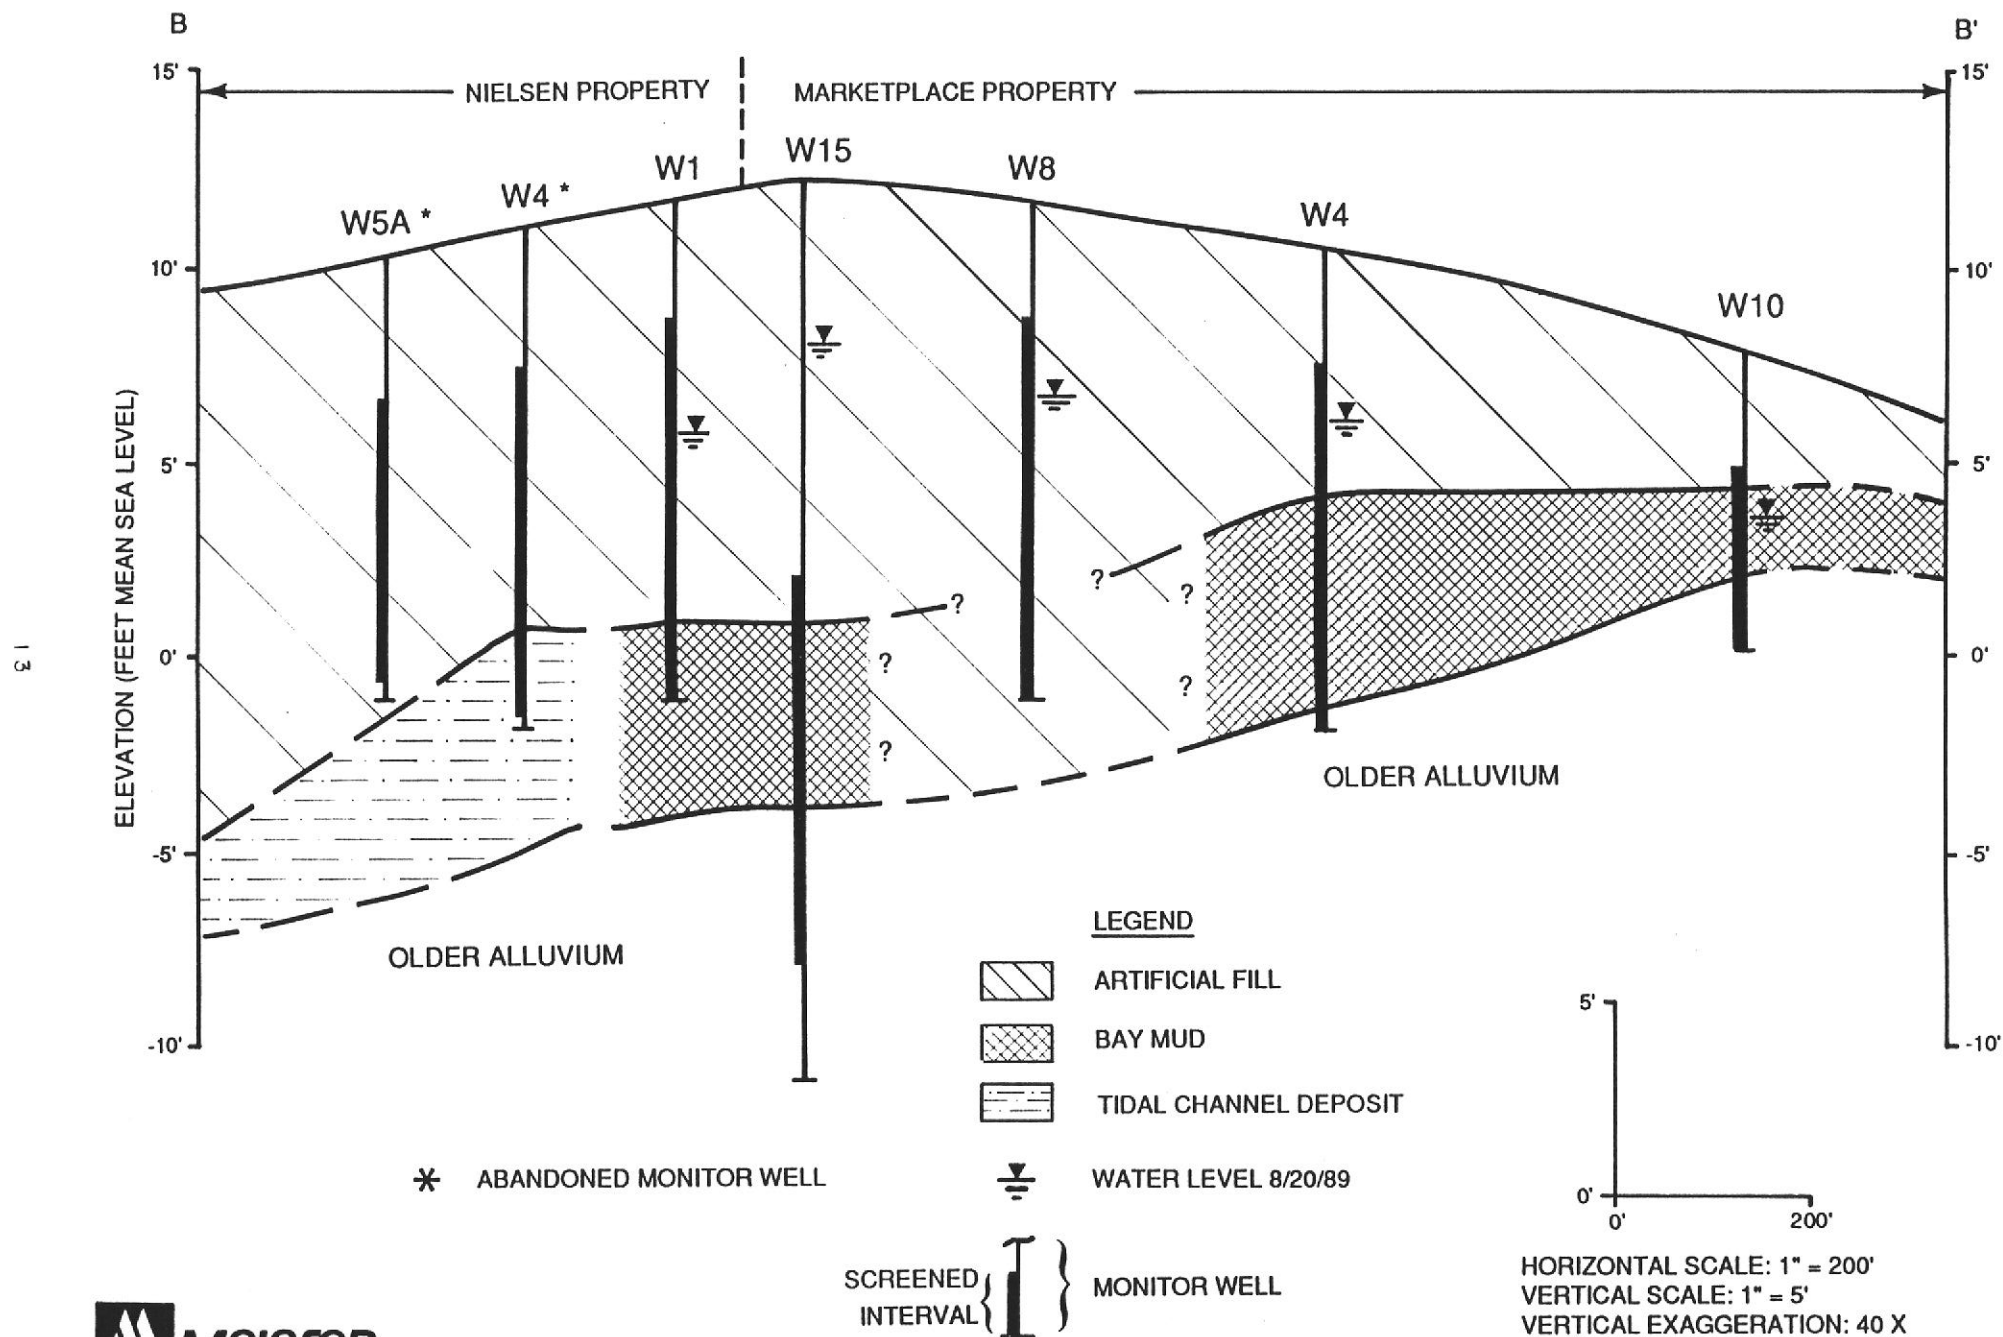 B
B'
15'
15'
NIELSEN PROPERTY
MARKETPLACE PROPERTY
W15
W1
W8
W4 *
W4
W5A *
10'
10'
W10
5'
5'
ELEVATION (FEET MEAN SEA LEVEL)
?
?
?
?
?
?
?
0'
0'
13
OLDER ALLUVIUM
-5'
-5'
OLDER ALLUVIUM
LEGEND
ARTIFICIAL FILL
5'
BAY MUD
-10'
-10'
TIDAL CHANNEL DEPOSIT
* ABANDONED MONITOR WELL
WATER LEVEL 8/20/89
0'
0'
200'
SCREENED
INTERVAL
MONITOR WELL
HORIZONTAL SCALE: 1" = 200'
VERTICAL SCALE: 1" = 5'
VERTICAL EXAGGERATION: 40 X